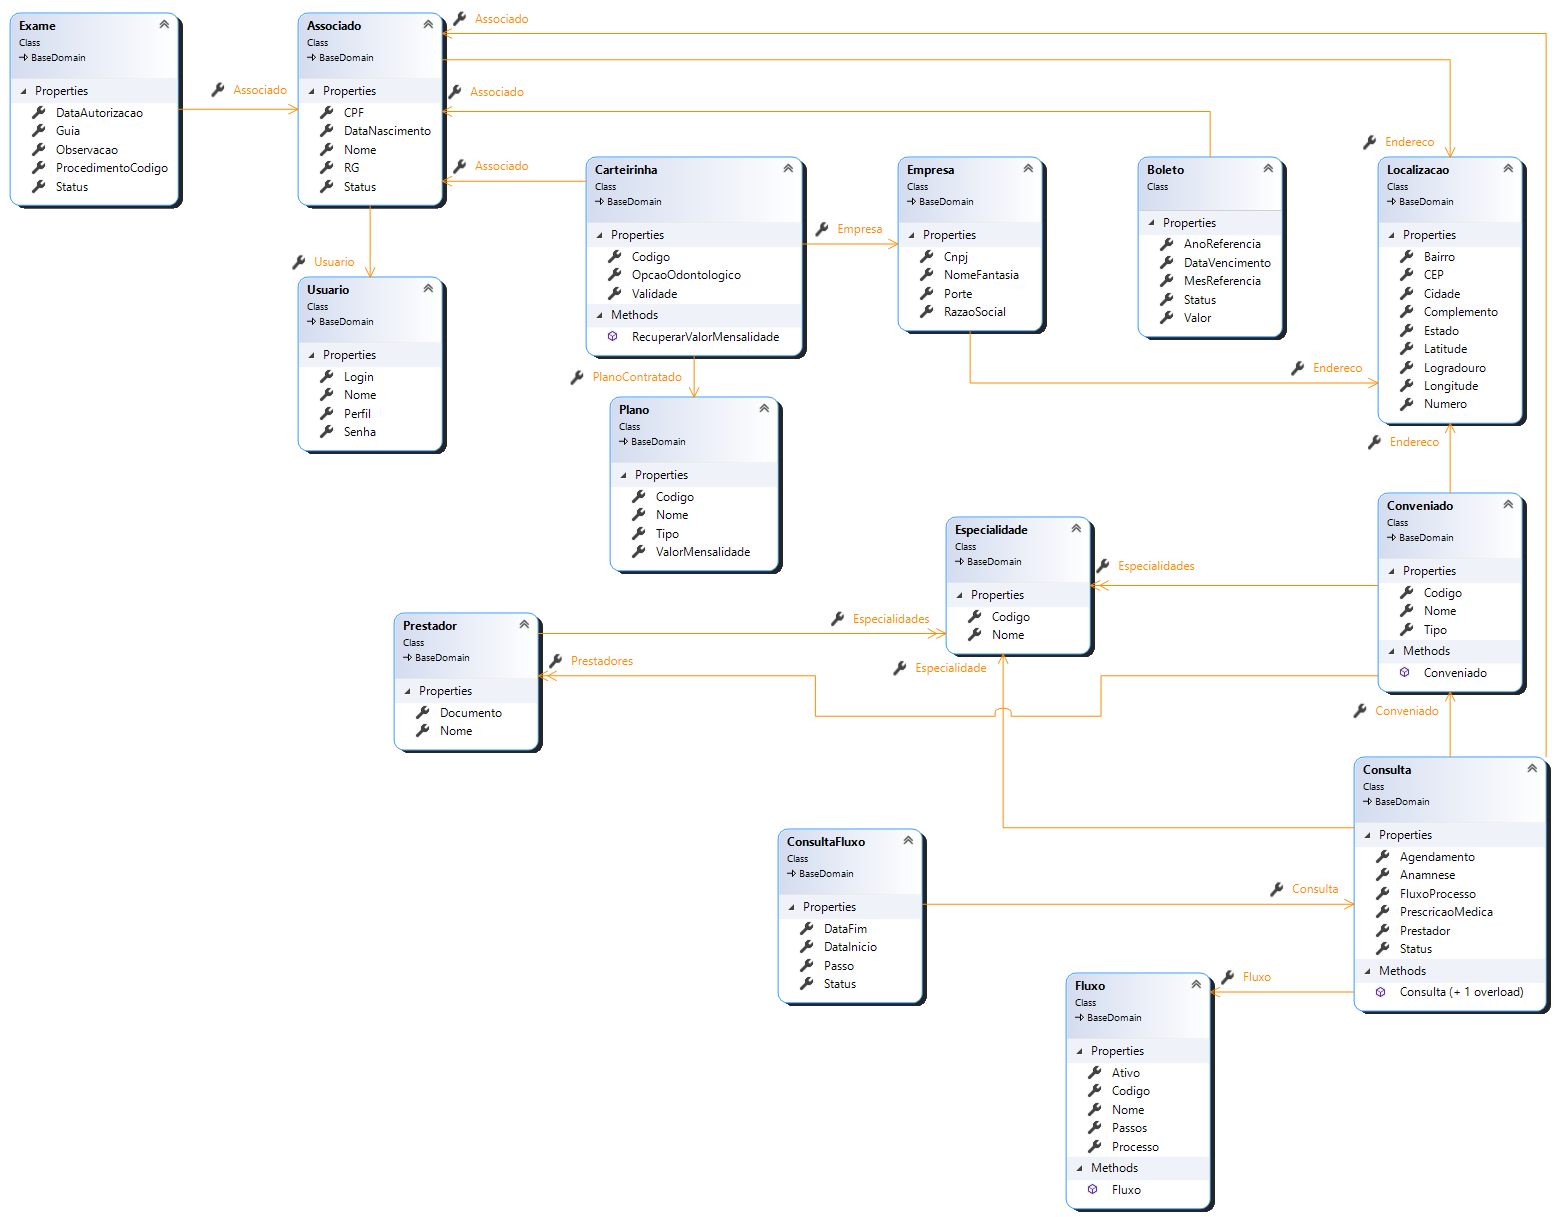 Exame
Class
BaseDomain
Properties
DataAutorizacao
Guia
Observacao
ProcedimentoCodigo
Status
Associado
Associado
Class
BaseDomain
Properties
CPF
DataNascimento
Nome
RG
Status
Associado
Associado
Associado
Usuario
Usuario
Class
BaseDomain
Properties
Login
Nome
Perfil
Senha
Carteirinha
Class
BaseDomain
Properties
Codigo
OpcaoOdontologico
Validade
Methods
RecuperarValorMensalidade
Empresa
PlanoContratado
Plano
Class
BaseDomain
Properties
Codigo
Nome
Tipo
ValorMensalidade
Empresa
Class
BaseDomain
Properties
Cnpj
NomeFantasia
Porte
RazaoSocial
Boleto
Class
Properties
AnoReferencia
DataVencimento
MesReferencia
Status
Valor
Endereco
Endereco
Localizacao
Class
BaseDomain
Properties
Bairro
CEP
Cidade
Complemento
Estado
Latitude
Logradouro
Longitude
Numero
Endereco
Conveniado
Class
BaseDomain
Properties
Codigo
Nome
Tipo
Methods
Conveniado
Especialidade
Class
BaseDomain
Properties
Codigo
Nome
Especialidades
Especialidades
Especialidade
Prestadores
Prestador
Class
BaseDomain
Properties
Documento
Nome
Conveniado
Consulta
Class
BaseDomain
Properties
Agendamento
Anamnese
FluxoProcesso
PrescricaoMedica
Prestador
Status
Methods
Consulta (+ 1 overload)
ConsultaFluxo
Class
BaseDomain
Properties
DataFim
DataInicio
Passo
Status
Consulta
Fluxo
Fluxo
Class
BaseDomain
Properties
Ativo
Codigo
Nome
Passos
Processo
Methods
Fluxo